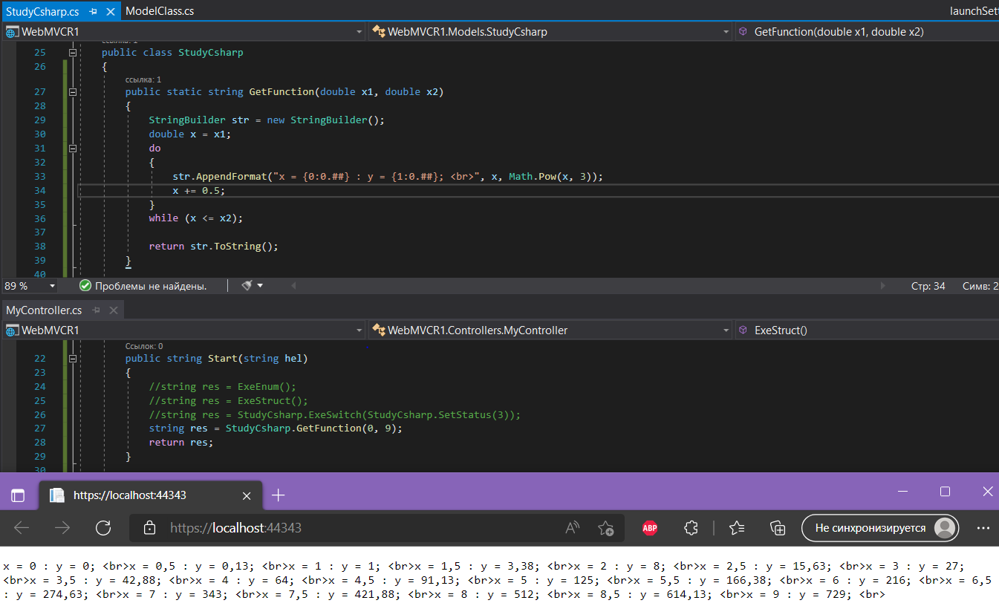 StudyCsharp.cs ModelClass.cs launchSett
WebMVCR1 WebMVCR1.Models.StudyCsharp GetFunction(double x1, double x2)
25 public class StudyCsharp
26 {
ссылка: 1
27 public static string GetFunction(double x1, double x2)
28 {
29 StringBuilder str = new StringBuilder();
30 double x = x1;
31 do
32 {
33 str.AppendFormat("x = {0:0.##} : y = {1:0.##}; <br>", x, Math.Pow(x, 3));
34 x += 0.5;
35 }
36 while (x <= x2);
37
38 return str.ToString();
39 }
40
89 % Проблемы не найдены. Стр: 34 Симв: 2
MyController.cs
WebMVCR1 WebMVCR1.Controllers.MyController ExeStruct()
Ссылок: 0
22 public string Start(string hel)
23 {
24 //string res = ExeEnum();
25 //string res = ExeStruct();
26 //string res = StudyCsharp.ExeSwitch(StudyCsharp.SetStatus(3));
27 string res = StudyCsharp.GetFunction(0, 9);
28 return res;
29 }
30
https://localhost:44343
https://localhost:44343 ABP Не синхронизируется
x = 0 : y = 0; <br>x = 0,5 : y = 0,13; <br>x = 1 : y = 1; <br>x = 1,5 : y = 3,38; <br>x = 2 : y = 8; <br>x = 2,5 : y = 15,63; <br>x = 3 : y = 27;
<br>x = 3,5 : y = 42,88; <br>x = 4 : y = 64; <br>x = 4,5 : y = 91,13; <br>x = 5 : y = 125; <br>x = 5,5 : y = 166,38; <br>x = 6 : y = 216; <br>x = 6,5
: y = 274,63; <br>x = 7 : y = 343; <br>x = 7,5 : y = 421,88; <br>x = 8 : y = 512; <br>x = 8,5 : y = 614,13; <br>x = 9 : y = 729; <br>